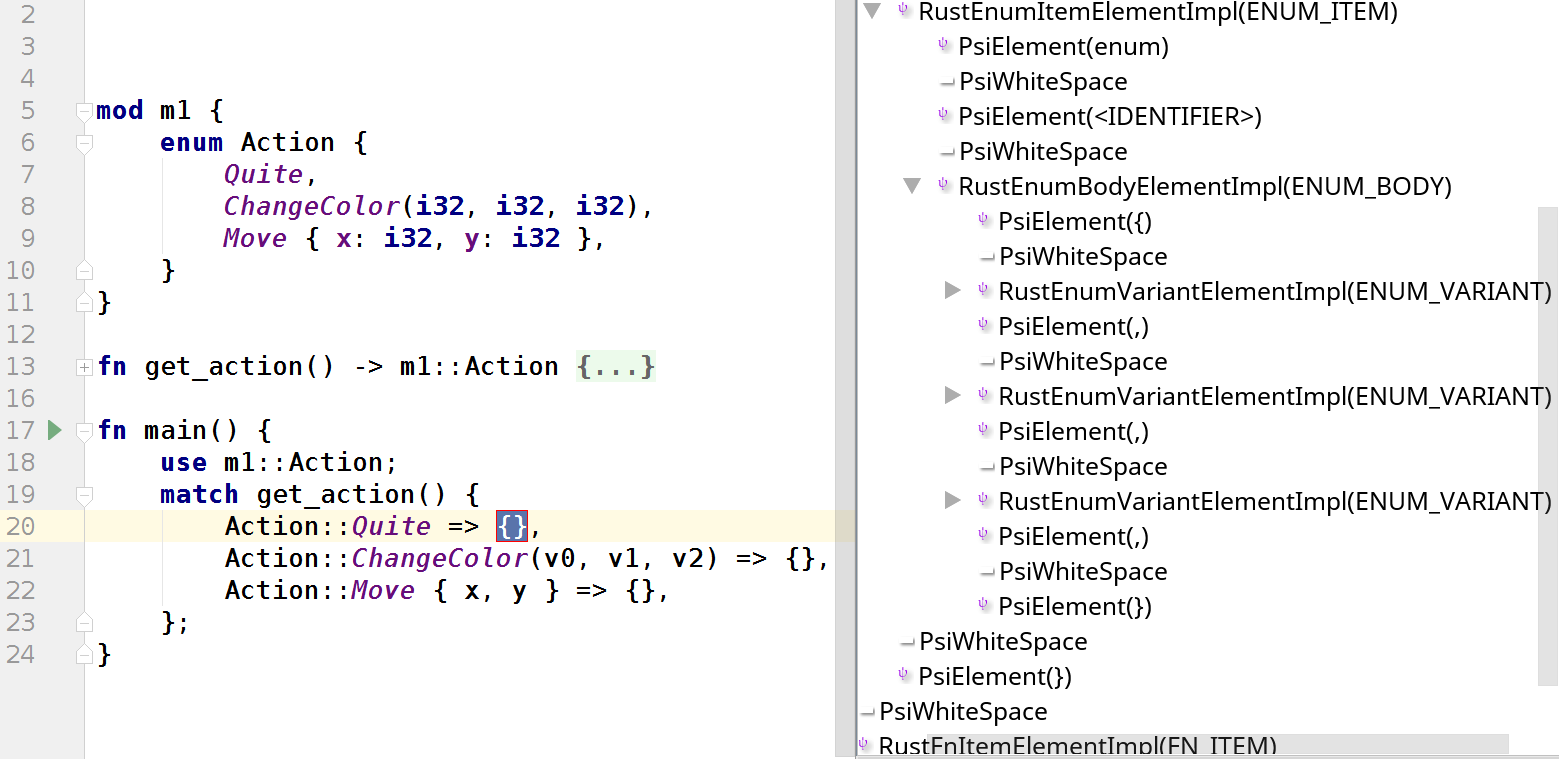 2
3
4
5 mod m1 {
6 enum Action {
7 Quite,
8 ChangeColor(i32, i32, i32),
9 Move { x: i32, y: i32 },
10 }
11 }
12
13 fn get_action() -> m1::Action {...}
16
17 fn main() {
18 use m1::Action;
19 match get_action() {
20 Action::Quite => {},
21 Action::ChangeColor(v0, v1, v2) => {},
22 Action::Move { x, y } => {},
23 };
24 }
RustEnumItemElementImpl(ENUM_ITEM)
PsiElement(enum)
PsiWhiteSpace
PsiElement(<IDENTIFIER>)
PsiWhiteSpace
RustEnumBodyElementImpl(ENUM_BODY)
PsiElement({)
PsiWhiteSpace
RustEnumVariantElementImpl(ENUM_VARIANT)
PsiElement(,)
PsiWhiteSpace
RustEnumVariantElementImpl(ENUM_VARIANT)
PsiElement(,)
PsiWhiteSpace
RustEnumVariantElementImpl(ENUM_VARIANT)
PsiElement(,)
PsiWhiteSpace
PsiElement(})
PsiWhiteSpace
PsiElement(})
PsiWhiteSpace
RustFnItemElementImpl(FN_ITEM)